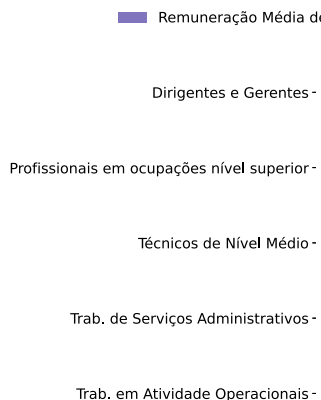 Remuneração Média de
Dirigentes e Gerentes
Profissionais em ocupações nível superior
Técnicos de Nível Médio
Trab. de Serviços Administrativos
Trab. em Atividade Operacionais